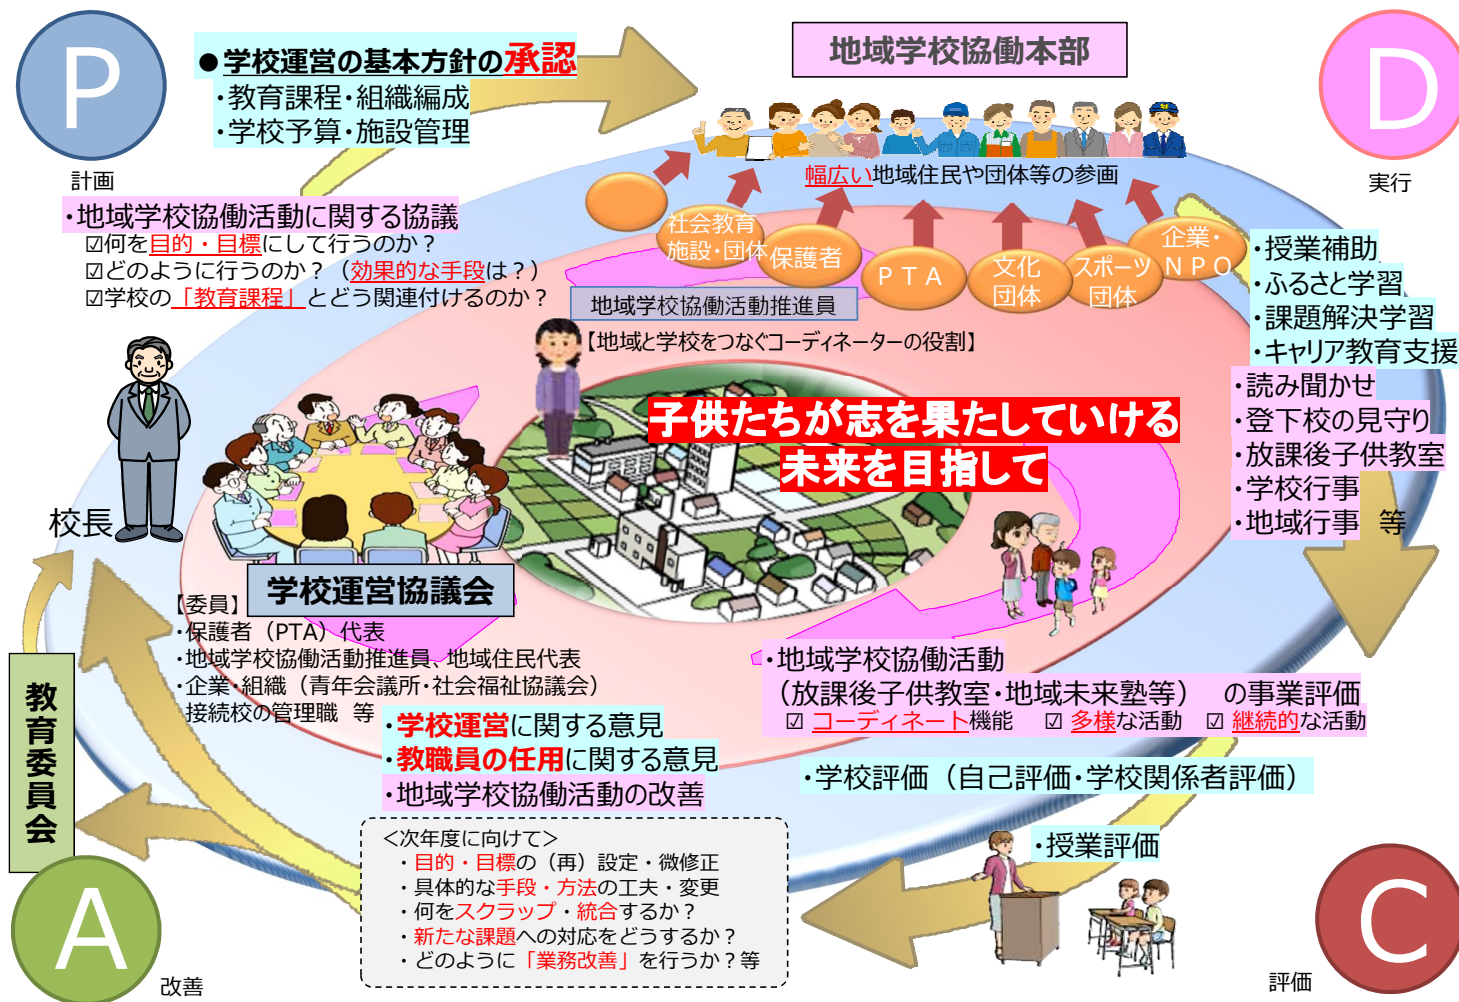 P
計画
●学校運営の基本方針の承認
・教育課程・組織編成
・学校予算・施設管理
地域学校協働本部
D
実行
幅広い地域住民や団体等の参画
・地域学校協働活動に関する協議
☑何を目的・目標にして行うのか？
☑どのように行うのか？（効果的な手段は？）
☑学校の「教育課程」とどう関連付けるのか？
社会教育
施設・団体
保護者
ＰＴＡ
文化
団体
スポーツ
団体
企業・
ＮＰＯ
地域学校協働活動推進員
【地域と学校をつなぐコーディネーターの役割】
・授業補助
・ふるさと学習
・課題解決学習
・キャリア教育支援
・読み聞かせ
・登下校の見守り
・放課後子供教室
・学校行事
・地域行事　等
子供たちが志を果たしていける
未来を目指して
校長
学校運営協議会
【委員】
・保護者（PTA）代表
・地域学校協働活動推進員、地域住民代表
・企業・組織（青年会議所・社会福祉協議会）
・接続校の管理職　等
教育委員会
・学校運営に関する意見
・教職員の任用に関する意見
・地域学校協働活動の改善
・地域学校協働活動
（放課後子供教室・地域未来塾等）　の事業評価
☑ コーディネート機能　☑ 多様な活動　☑ 継続的な活動
・学校評価（自己評価・学校関係者評価）
・授業評価
＜次年度に向けて＞
・目的・目標の（再）設定・微修正
・具体的な手段・方法の工夫・変更
・何をスクラップ・統合するか？
・新たな課題への対応をどうするか？
・どのように「業務改善」を行うか？等
A
改善
C
評価